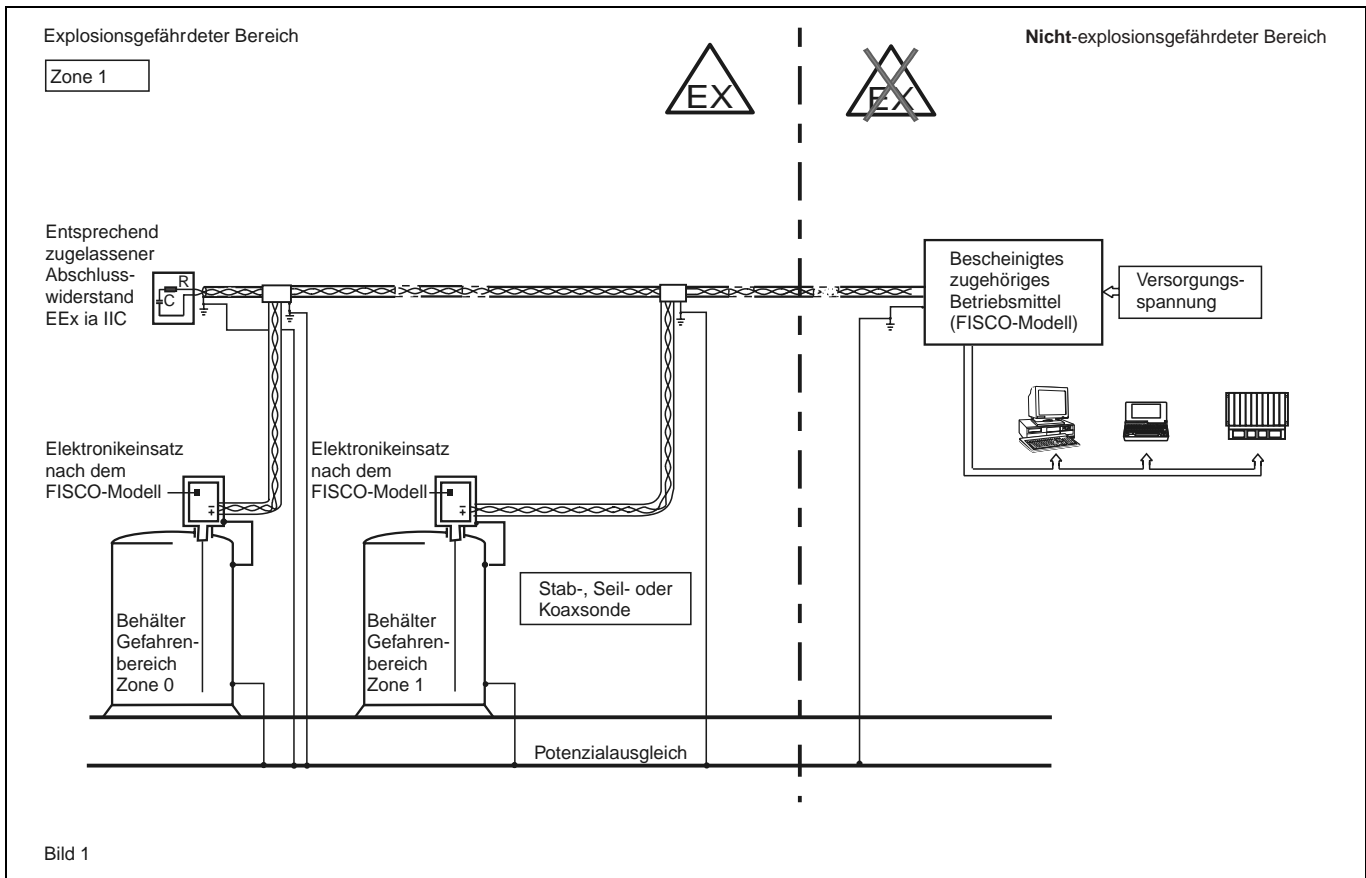 Explosionsgefährdeter Bereich
Nicht-explosionsgefährdeter Bereich
Zone 1
EX
EX
Entsprechend
zugelassener
Abschluss-
widerstand
EEx ia IIC
R
C
Bescheinigtes
zugehöriges
Betriebsmittel
(FISCO-Modell)
Versorgungs-
spannung
Elektronikeinsatz
nach dem
FISCO-Modell
Elektronikeinsatz
nach dem
FISCO-Modell
Stab-, Seil- oder
Koaxsonde
Behälter
Gefahren-
bereich
Zone 0
Behälter
Gefahren-
bereich
Zone 1
Potenzialausgleich
Bild 1